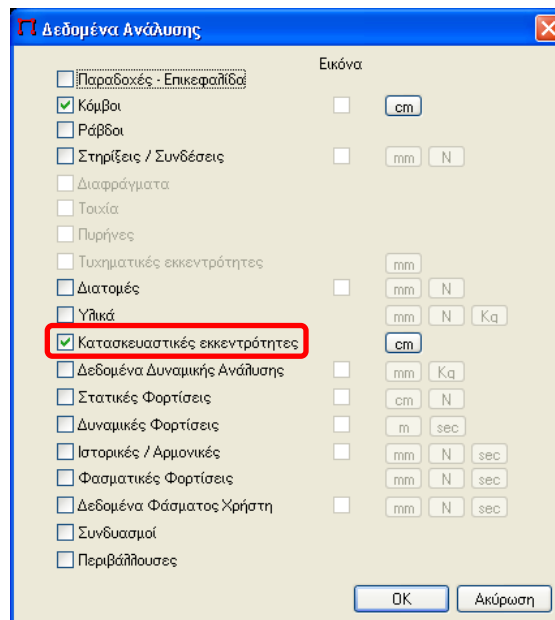 Δεδομένα Ανάλυσης
Εικόνα
Παραδοχές - Επικεφαλίδα
Κόμβοι cm
Ράβδοι
Στηρίξεις / Συνδέσεις mm N
Διαφράγματα
Τοιχία
Πυρήνες
Τυχηματικές εκκεντρότητες mm
Διατομές mm N
Υλικά mm N Kg
Κατασκευαστικές εκκεντρότητες cm
Δεδομένα Δυναμικής Ανάλυσης mm Kg
Στατικές Φορτίσεις cm N
Δυναμικές Φορτίσεις m sec
Ιστορικές / Αρμονικές mm N sec
Φασματικές Φορτίσεις mm N sec
Δεδομένα Φάσματος Χρήστη mm N sec
Συνδυασμοί
Περιβάλλουσες
OK Ακύρωση